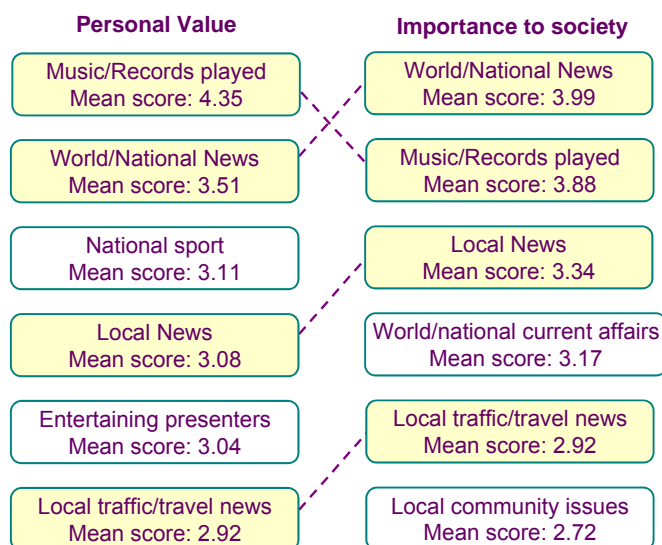 Personal Value
Music/Records played
Mean score: 4.35
World/National News
Mean score: 3.51
National sport
Mean score: 3.11
Local News
Mean score: 3.08
Entertaining presenters
Mean score: 3.04
Local traffic/travel news
Mean score: 2.92
Importance to society
World/National News
Mean score: 3.99
Music/Records played
Mean score: 3.88
Local News
Mean score: 3.34
World/national current affairs
Mean score: 3.17
Local traffic/travel news
Mean score: 2.92
Local community issues
Mean score: 2.72